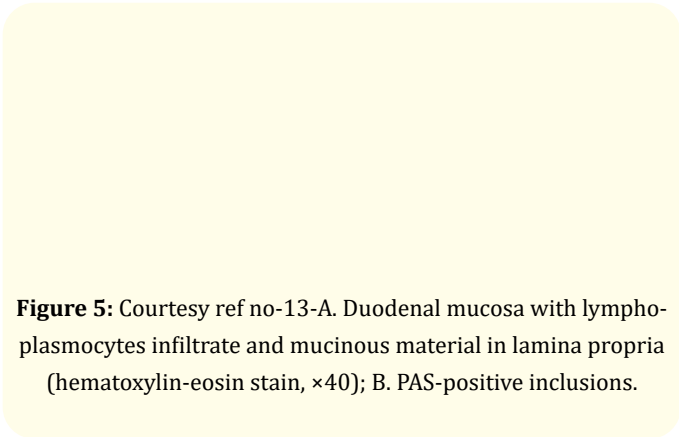 Figure 5: Courtesy ref no-13-A. Duodenal mucosa with lympho-
plasmocytes infiltrate and mucinous material in lamina propria
(hematoxylin-eosin stain, ×40); B. PAS-positive inclusions.